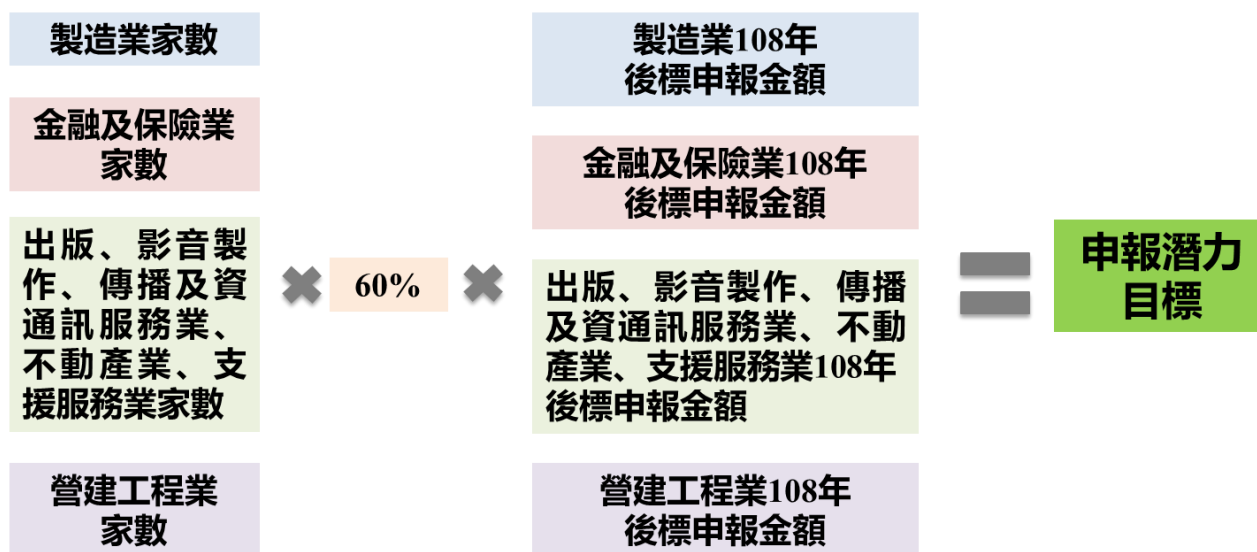 製造業家數
金融及保險業
家數
出版、影音製
作、傳播及資
通訊服務業、
不動產業、支
援服務業家數
營建工程業
家數
60%
製造業108年
後標申報金額
金融及保險業108年
後標申報金額
出版、影音製作、傳播
及資通訊服務業、不動
產業、支援服務業108年
後標申報金額
營建工程業108年
後標申報金額
申報潛力
目標